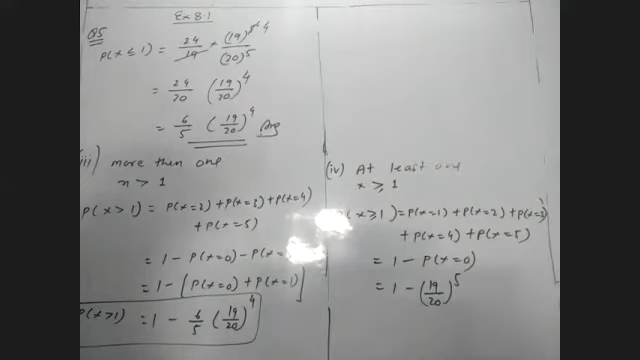 Ex 8.1
Q5
P(x ≤ 1) = 24/19 × (19)^5 4/(20)^5
= 24/20 (19/20)^4
= 6/5 (19/20)^4 Ans
iii) more then one
x > 1
P(x > 1) = P(x=2) + P(x=3) + P(x=4)
+ P(x=5)
= 1 - P(x=0) - P(x
= 1 - [P(x=0) + P(x=1)]
P(x>1) = 1 - 6/5 (19/20)^4
(iv) At least one
x ≥ 1
(x ≥ 1) = P(x=1) + P(x=2) + P(x=3)
+ P(x=4) + P(x=5)
= 1 - P(x=0)
= 1 - (19/20)^5